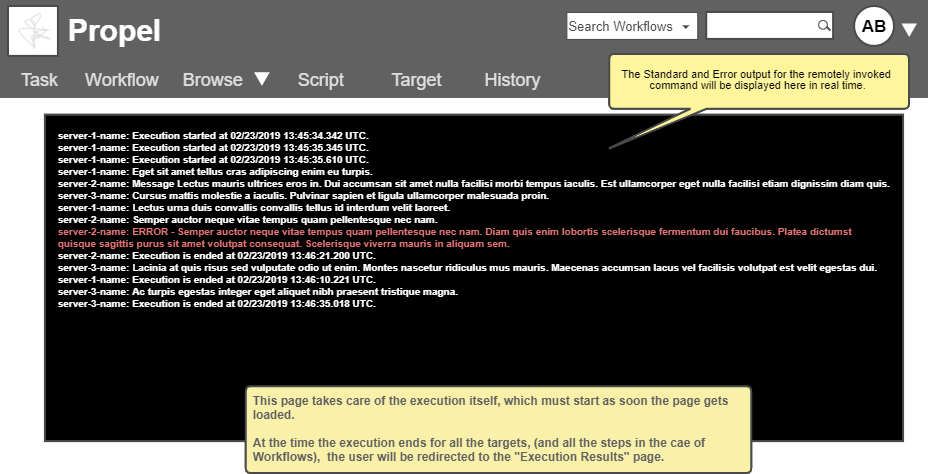 Propel
Search Workflows
AB
Task Workflow Browse Script Target History
The Standard and Error output for the remotely invoked
command will be displayed here in real time.
server-1-name: Execution started at 02/23/2019 13:45:34.342 UTC.
server-1-name: Execution started at 02/23/2019 13:45:35.345 UTC.
server-1-name: Execution started at 02/23/2019 13:45:35.610 UTC.
server-1-name: Eget sit amet tellus cras adipiscing enim eu turpis.
server-2-name: Message Lectus mauris ultrices eros in. Dui accumsan sit amet nulla facilisi morbi tempus iaculis. Est ullamcorper eget nulla facilisi etiam dignissim diam quis.
server-3-name: Cursus mattis molestie a iaculis. Pulvinar sapien et ligula ullamcorper malesuada proin.
server-1-name: Lectus urna duis convallis convallis tellus id interdum velit laoreet.
server-2-name: Semper auctor neque vitae tempus quam pellentesque nec nam.
server-2-name: ERROR - Semper auctor neque vitae tempus quam pellentesque nec nam. Diam quis enim lobortis scelerisque fermentum dui faucibus. Platea dictumst
quisque sagittis purus sit amet volutpat consequat. Scelerisque viverra mauris in aliquam sem.
server-2-name: Execution is ended at 02/23/2019 13:46:21.200 UTC.
server-3-name: Lacinia at quis risus sed vulputate odio ut enim. Montes nascetur ridiculus mus mauris. Maecenas accumsan lacus vel facilisis volutpat est velit egestas dui.
server-1-name: Execution is ended at 02/23/2019 13:46:10.221 UTC.
server-3-name: Ac turpis egestas integer eget aliquet nibh praesent tristique magna.
server-3-name: Execution is ended at 02/23/2019 13:46:35.018 UTC.
This page takes care of the execution itself, which must start as soon the page gets
loaded.
At the time the execution ends for all the targets, (and all the steps in the cae of
Workflows), the user will be redirected to the "Execution Results" page.